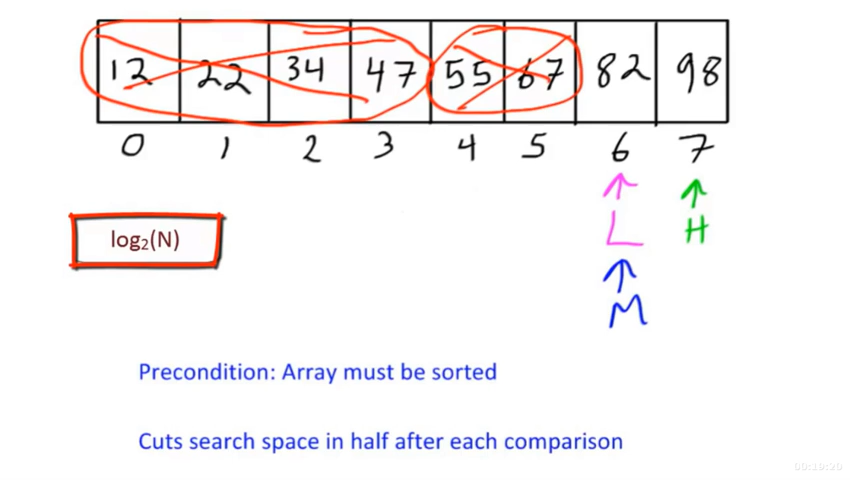 12 22 34 47 55 67 82 98
0 1 2 3 4 5 6 7
log₂(N)
L H
M
Precondition: Array must be sorted
Cuts search space in half after each comparison